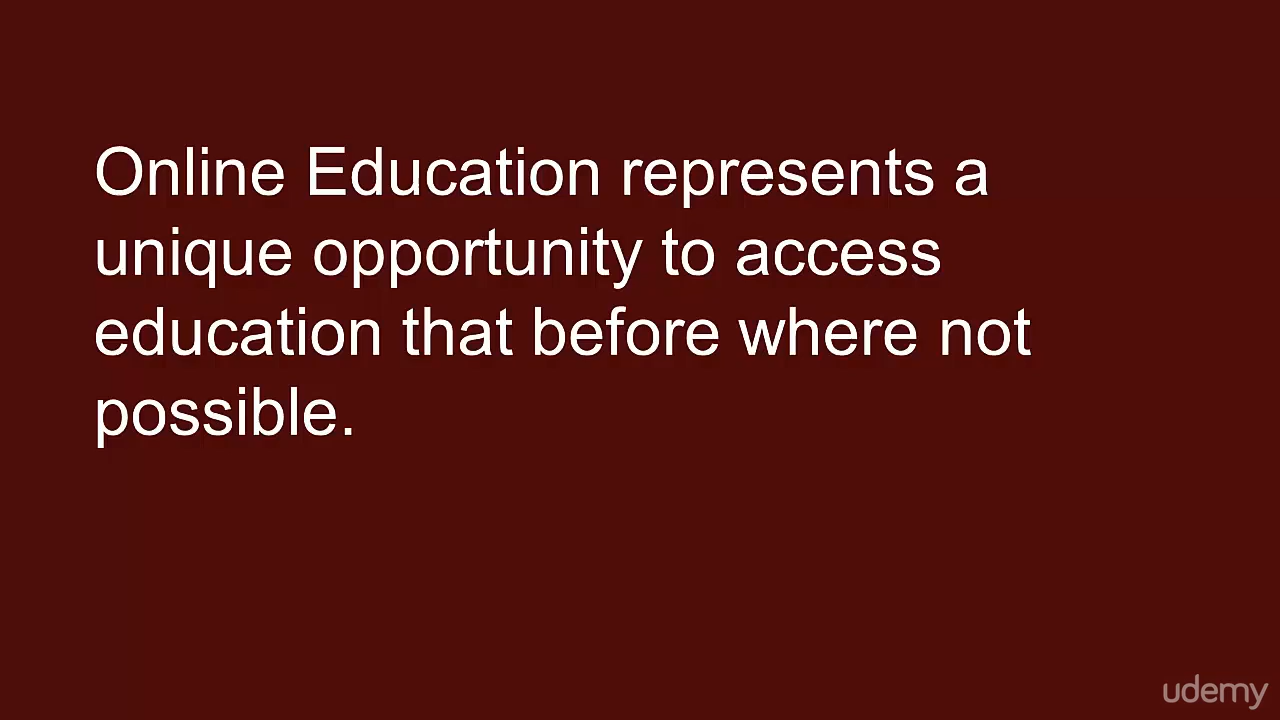 Online Education represents a
unique opportunity to access
education that before where not
possible.
udemy